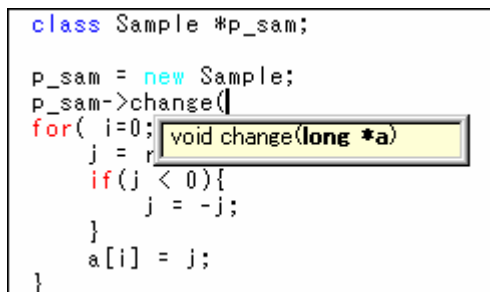 class Sample *p_sam;
p_sam = new Sample;
p_sam->change(
for( i=0;
void change(long *a)
j = r
if(j < 0){
j = -j;
}
a[i] = j;
}